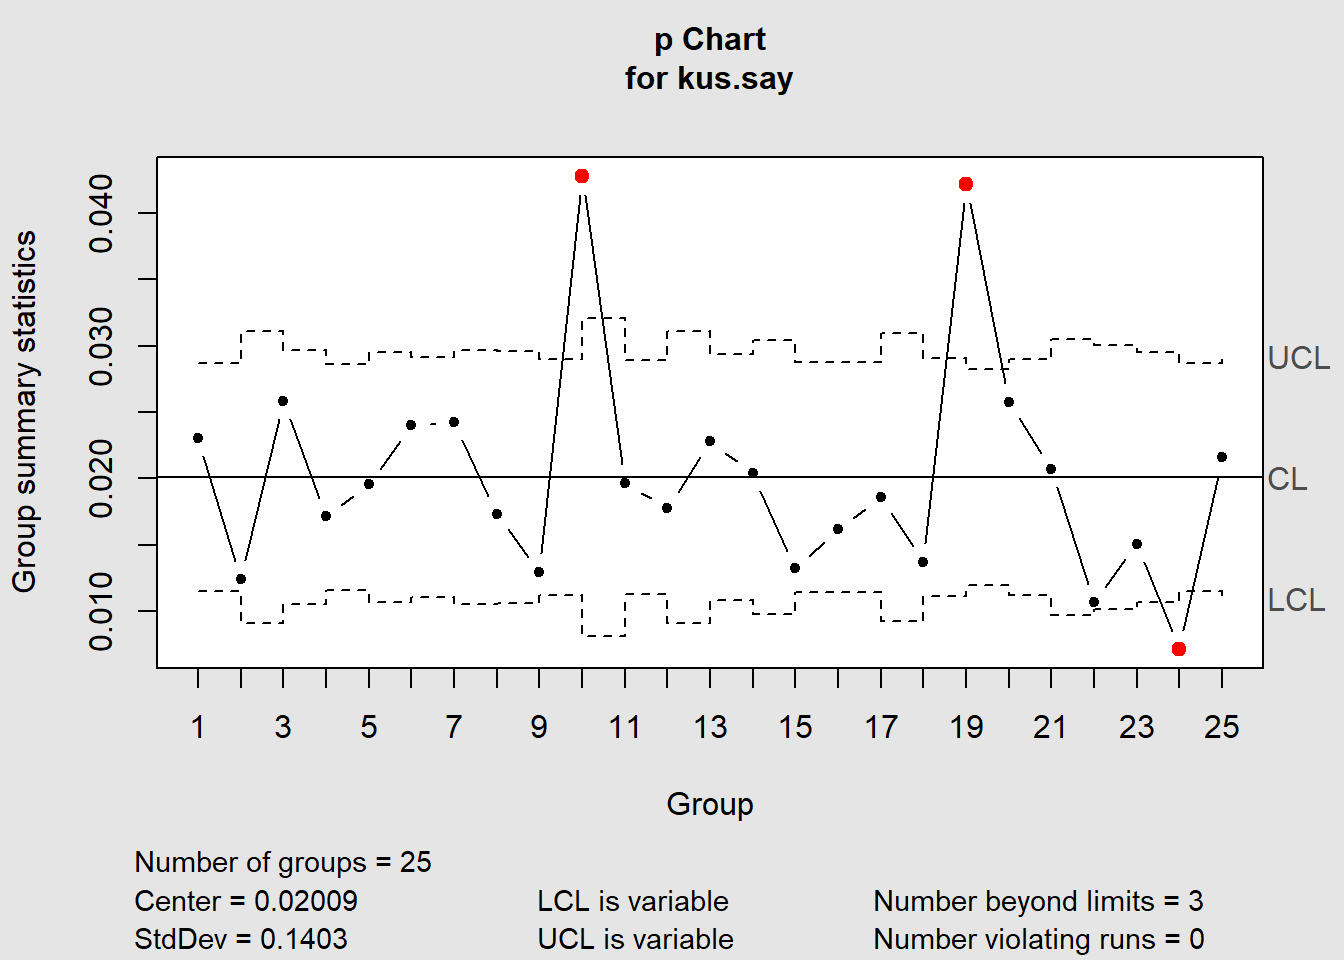 p Chart
for kus.say
Group summary statistics
0.040
0.030
0.020
0.010
UCL
CL
LCL
1 3 5 7 9 11 13 15 17 19 21 23 25
Group
Number of groups = 25
Center = 0.02009 LCL is variable Number beyond limits = 3
StdDev = 0.1403 UCL is variable Number violating runs = 0